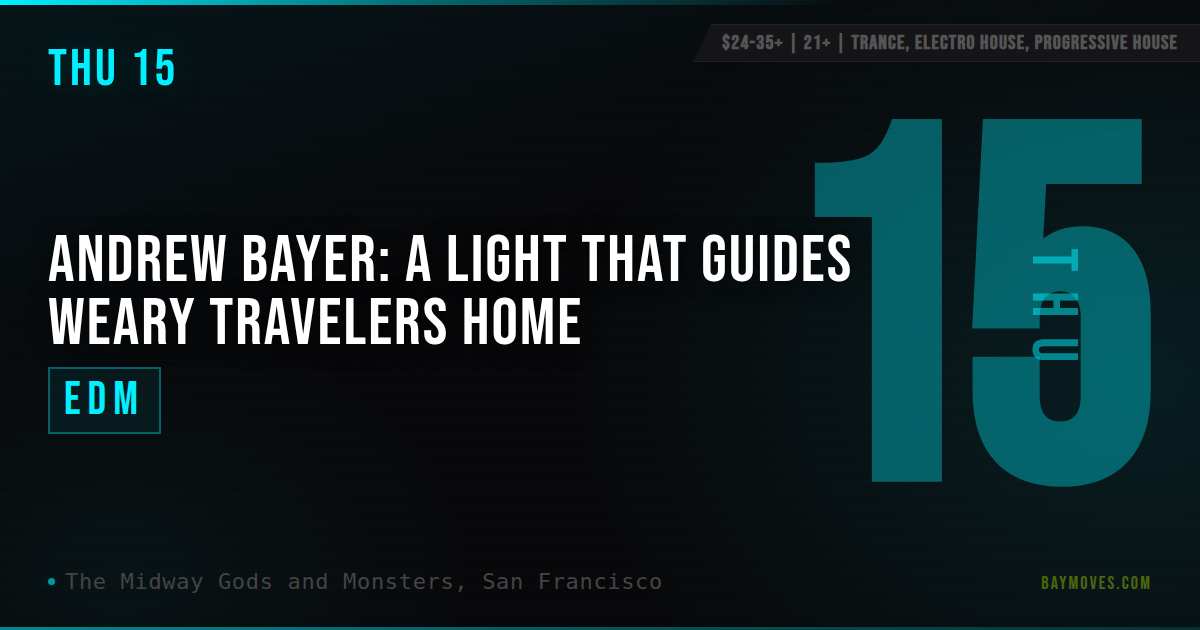 THU 15
$24-35+ | 21+ | TRANCE, ELECTRO HOUSE, PROGRESSIVE HOUSE
15
THU
ANDREW BAYER: A LIGHT THAT GUIDES
WEARY TRAVELERS HOME
EDM
The Midway Gods and Monsters, San Francisco
BAYMOVES.COM